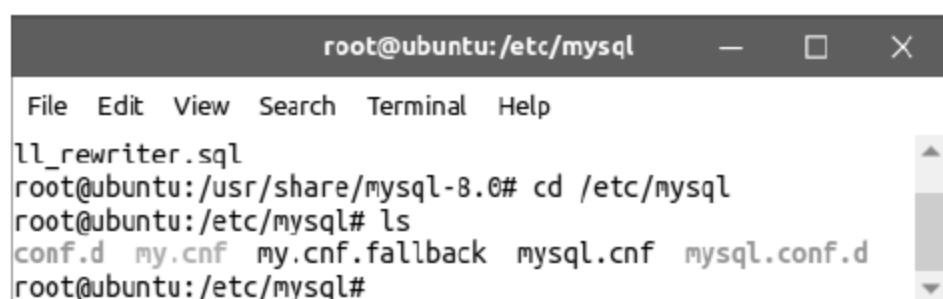 root@ubuntu: /etc/mysql
File Edit View Search Terminal Help
ll_rewriter.sql
root@ubuntu:/usr/share/mysql-8.0# cd /etc/mysql
root@ubuntu:/etc/mysql# ls
conf.d my.cnf my.cnf.fallback mysql.cnf mysql.conf.d
root@ubuntu:/etc/mysql#